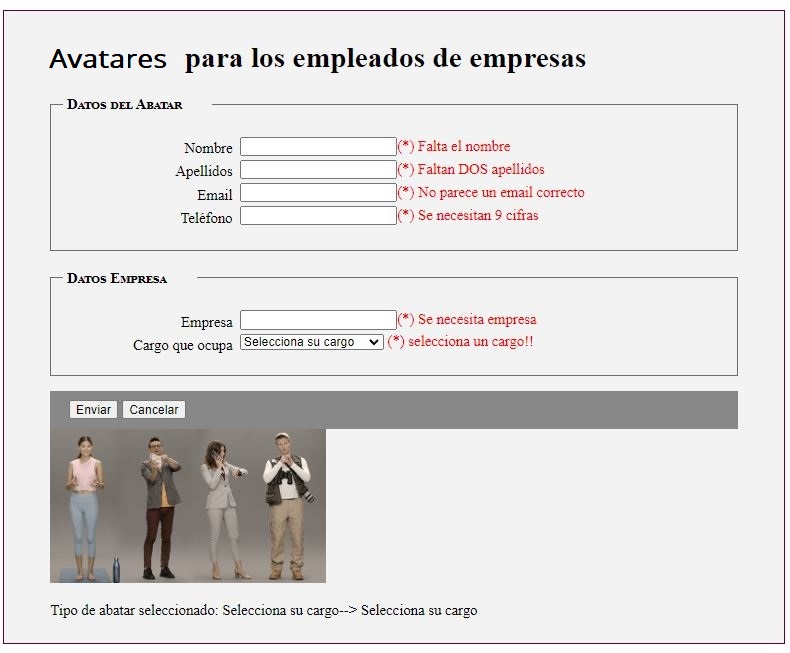 Avatares para los empleados de empresas
Datos del Abatar
Nombre (*) Falta el nombre
Apellidos (*) Faltan DOS apellidos
Email (*) No parece un email correcto
Teléfono (*) Se necesitan 9 cifras
Datos Empresa
Empresa (*) Se necesita empresa
Cargo que ocupa Selecciona su cargo (*) selecciona un cargo!!
Enviar Cancelar
Tipo de abatar seleccionado: Selecciona su cargo--> Selecciona su cargo